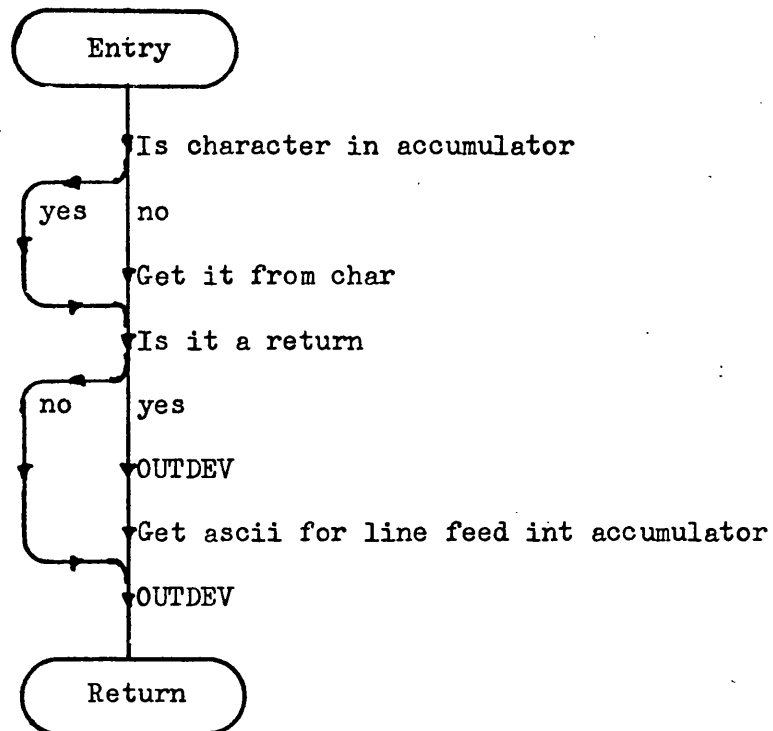 Entry
Is character in accumulator
yes no
Get it from char
Is it a return
no yes
OUTDEV
Get ascii for line feed int accumulator
OUTDEV
Return